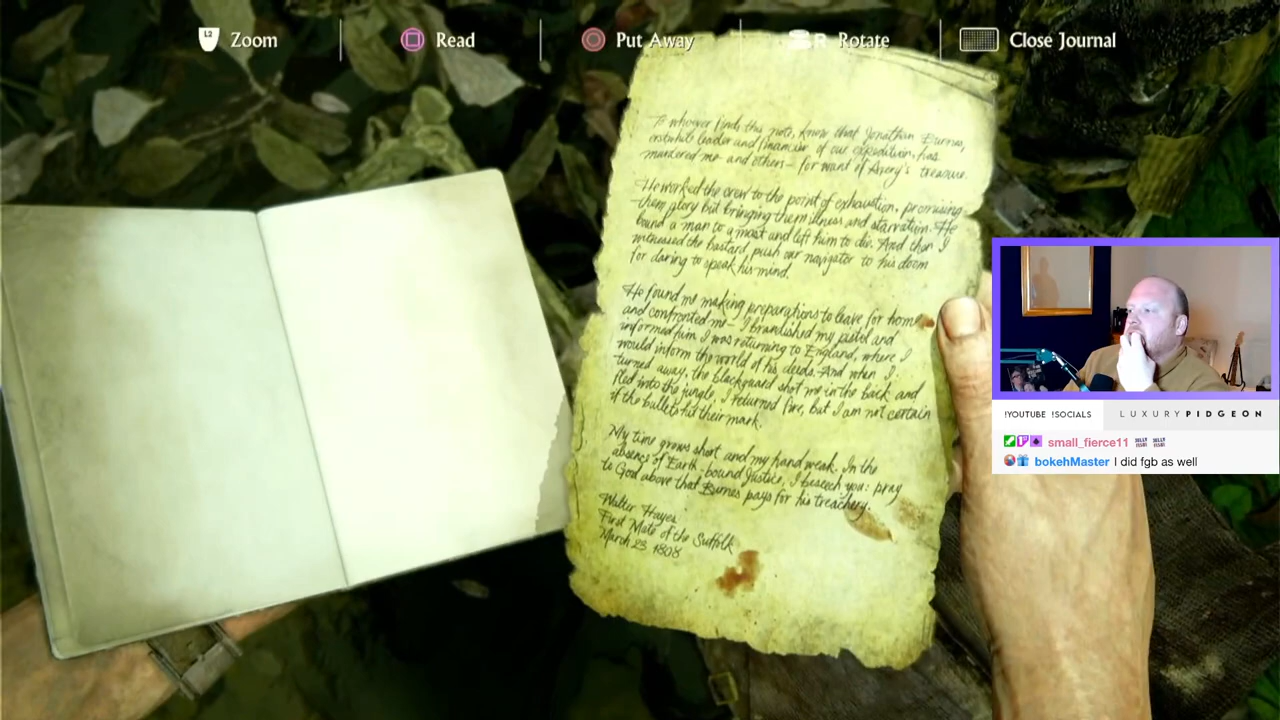 L2 Zoom
Read
Put Away
R Rotate
Close Journal
To whoever finds this note, know that Jonathan Burnes,
erstwhile leader and financier of our expedition, has
murdered me- and others- for want of Avery's treasure.
He worked the crew to the point of exhaustion, promising
them glory but bringing them illness and starvation. He
bound a man to a mast and left him to die. And then I
witnessed the bastard push our navigator to his doom
for daring to speak his mind.
He found me making preparations to leave for home
and confronted me- I brandished my pistol and
informed him I was returning to England, where I
would inform the world of his deeds. And when I
turned away, the blackguard shot me in the back and
fled into the jungle. I returned fire, but I am not certain
if the bullets hit their mark.
My time grows short and my hand weak. In the
absence of Earth-bound Justice, I beseech you: pray
to God above that Burnes pays for his treachery.
Walter Hayes
First Mate of the Suffolk
March 23 1808
!YOUTUBE !SOCIALS
LUXURYPIDGEON
small_fierce11
bokehMaster I did fgb as well